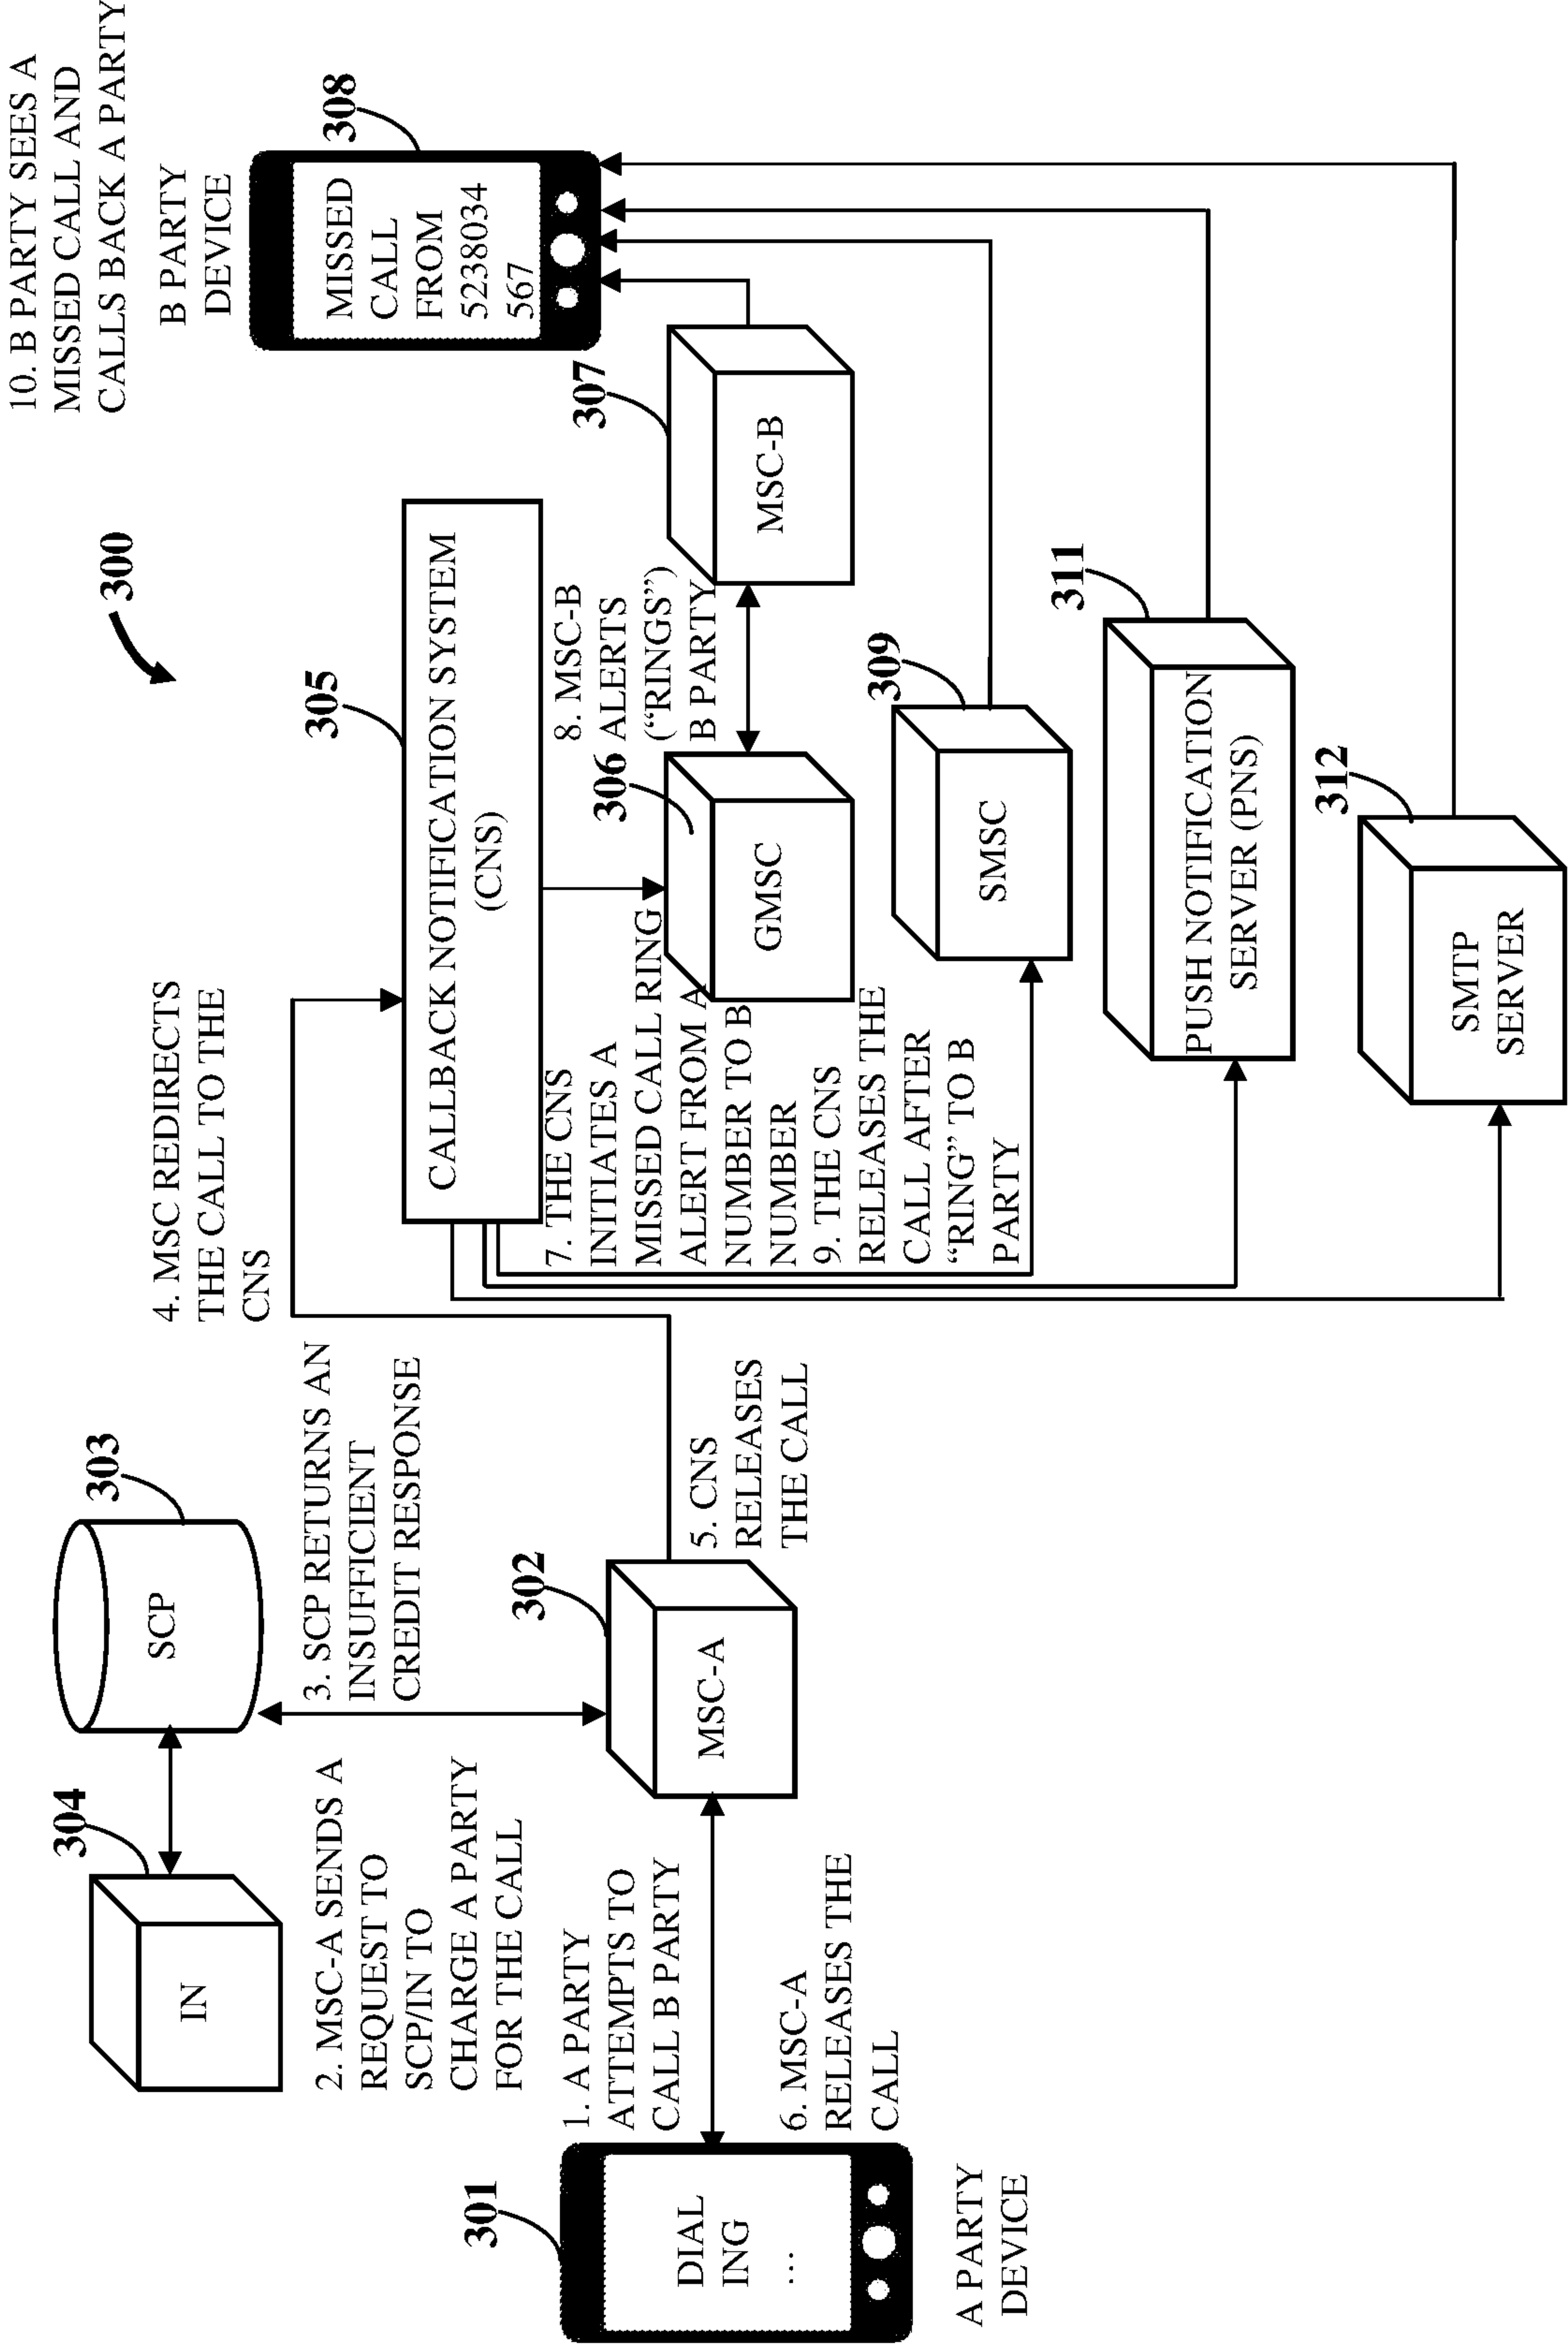 300
10. B PARTY SEES A
MISSED CALL AND
CALLS BACK A PARTY
304
IN
303
SCP
2. MSC-A SENDS A
REQUEST TO
SCP/IN TO
CHARGE A PARTY
FOR THE CALL
3. SCP RETURNS AN
INSUFFICIENT
CREDIT RESPONSE
4. MSC REDIRECTS
THE CALL TO THE
CNS
305
CALLBACK NOTIFICATION SYSTEM
(CNS)
B PARTY
DEVICE
308
MISSED
CALL
FROM
5238034
567
301
DIAL
ING
...
A PARTY
DEVICE
1. A PARTY
ATTEMPTS TO
CALL B PARTY
6. MSC-A
RELEASES THE
CALL
302
MSC-A
5. CNS
RELEASES
THE CALL
7. THE CNS
INITIATES A
MISSED CALL RING
ALERT FROM A
NUMBER TO B
NUMBER
9. THE CNS
RELEASES THE
CALL AFTER
“RING” TO B
PARTY
306
GMSC
8. MSC-B
ALERTS
(“RINGS”)
B PARTY
307
MSC-B
309
SMSC
311
PUSH NOTIFICATION
SERVER (PNS)
312
SMTP
SERVER